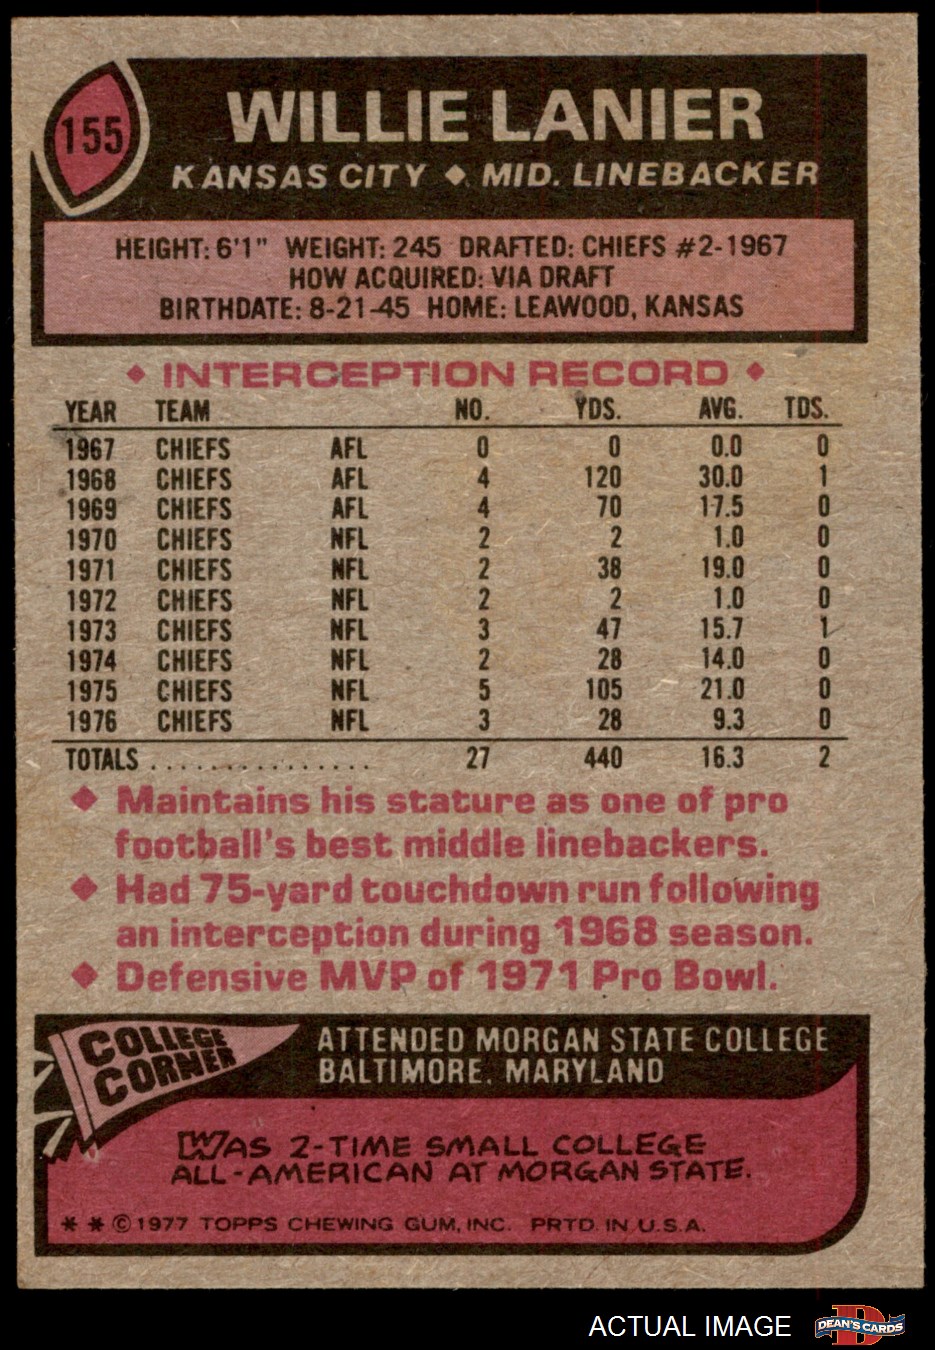 155
WILLIE LANIER
KANSAS CITY ◆ MID. LINEBACKER
HEIGHT: 6'1" WEIGHT: 245 DRAFTED: CHIEFS #2-1967
HOW ACQUIRED: VIA DRAFT
BIRTHDATE: 8-21-45 HOME: LEAWOOD, KANSAS
◆ INTERCEPTION RECORD ◆
YEAR TEAM NO. YDS. AVG. TDS.
1967 CHIEFS AFL 0 0 0.0 0
1968 CHIEFS AFL 4 120 30.0 1
1969 CHIEFS AFL 4 70 17.5 0
1970 CHIEFS NFL 2 2 1.0 0
1971 CHIEFS NFL 2 38 19.0 0
1972 CHIEFS NFL 2 2 1.0 0
1973 CHIEFS NFL 3 47 15.7 1
1974 CHIEFS NFL 2 28 14.0 0
1975 CHIEFS NFL 5 105 21.0 0
1976 CHIEFS NFL 3 28 9.3 0
TOTALS ............... 27 440 16.3 2
◆ Maintains his stature as one of pro
football's best middle linebackers.
◆ Had 75-yard touchdown run following
an interception during 1968 season.
◆ Defensive MVP of 1971 Pro Bowl.
COLLEGE
CORNER
ATTENDED MORGAN STATE COLLEGE
BALTIMORE, MARYLAND
WAS 2-TIME SMALL COLLEGE
ALL-AMERICAN AT MORGAN STATE.
* * © 1977 TOPPS CHEWING GUM, INC. PRTD. IN U.S.A.
ACTUAL IMAGE
D
DEAN'S CARDS